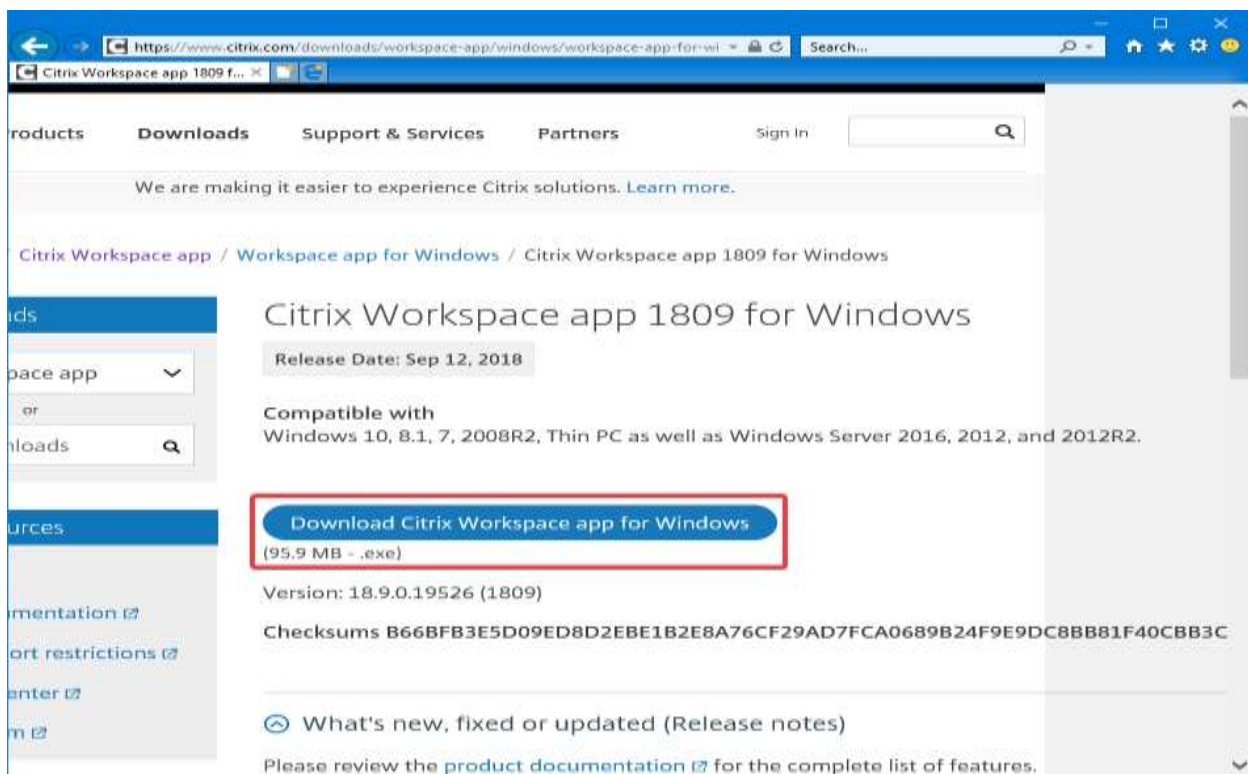 https://www.citrix.com/downloads/workspace-app/windows/workspace-app-for-wi
Search...
Citrix Workspace app 1809 f...
roducts Downloads Support & Services Partners Sign In
We are making it easier to experience Citrix solutions. Learn more.
/ Citrix Workspace app / Workspace app for Windows / Citrix Workspace app 1809 for Windows
ads
pace app
or
nloads
urces
umentation
ort restrictions
enter
m
Citrix Workspace app 1809 for Windows
Release Date: Sep 12, 2018
Compatible with
Windows 10, 8.1, 7, 2008R2, Thin PC as well as Windows Server 2016, 2012, and 2012R2.
Download Citrix Workspace app for Windows
(95.9 MB - .exe)
Version: 18.9.0.19526 (1809)
Checksums B66BFB3E5D09ED8D2EBE1B2E8A76CF29AD7FCA0689B24F9E9DC8BB81F40CBB3C
What's new, fixed or updated (Release notes)
Please review the product documentation for the complete list of features.